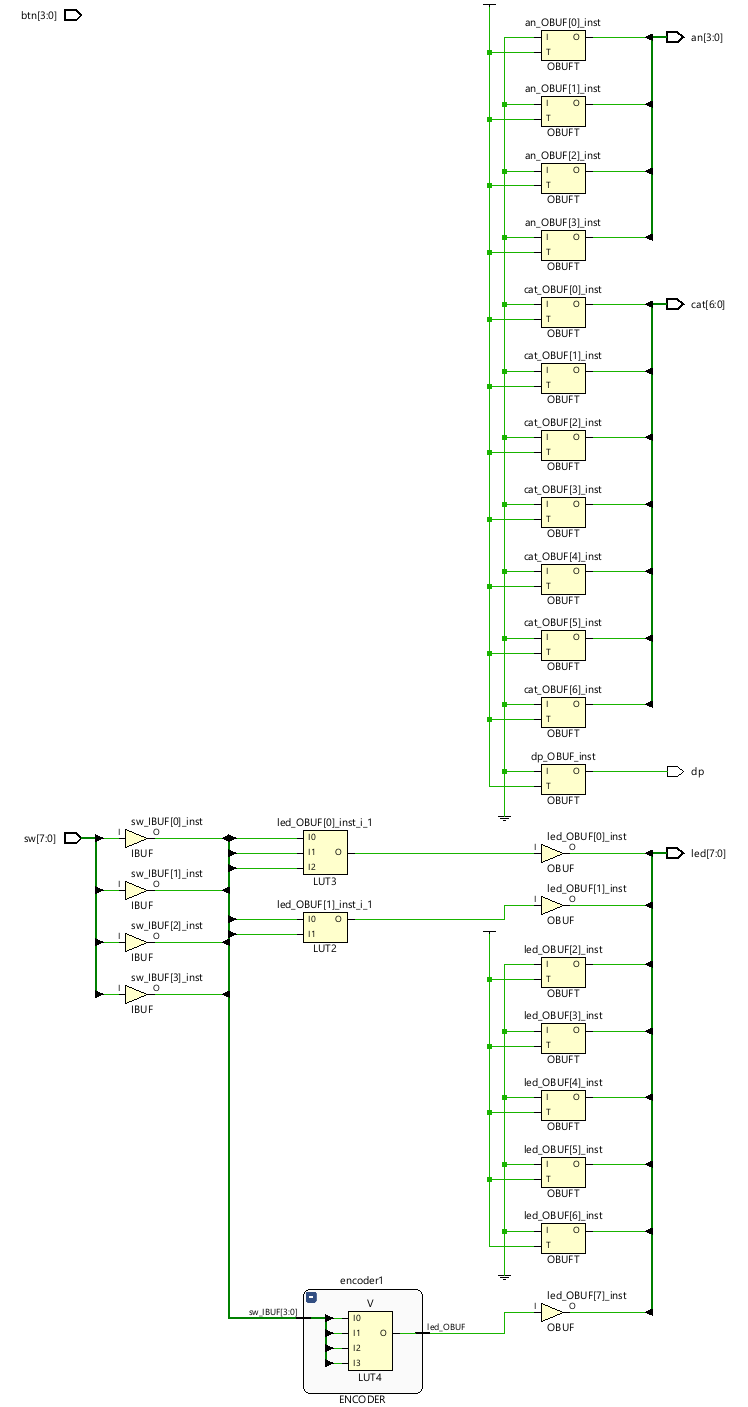 btn[3:0]
an_OBUF[0]_inst
I O
T
OBUFT
an[3:0]
an_OBUF[1]_inst
I O
T
OBUFT
an_OBUF[2]_inst
I O
T
OBUFT
an_OBUF[3]_inst
I O
T
OBUFT
cat_OBUF[0]_inst
I O
T
OBUFT
cat[6:0]
cat_OBUF[1]_inst
I O
T
OBUFT
cat_OBUF[2]_inst
I O
T
OBUFT
cat_OBUF[3]_inst
I O
T
OBUFT
cat_OBUF[4]_inst
I O
T
OBUFT
cat_OBUF[5]_inst
I O
T
OBUFT
cat_OBUF[6]_inst
I O
T
OBUFT
dp_OBUF_inst
I O
T
OBUFT
dp
sw[7:0]
sw_IBUF[0]_inst
I O
IBUF
sw_IBUF[1]_inst
I O
IBUF
sw_IBUF[2]_inst
I O
IBUF
sw_IBUF[3]_inst
I O
IBUF
led_OBUF[0]_inst_i_1
I0
I1 O
I2
LUT3
led_OBUF[1]_inst_i_1
I0 O
I1
LUT2
led_OBUF[0]_inst
I O
OBUF
led[7:0]
led_OBUF[1]_inst
I O
OBUF
led_OBUF[2]_inst
I O
T
OBUFT
led_OBUF[3]_inst
I O
T
OBUFT
led_OBUF[4]_inst
I O
T
OBUFT
led_OBUF[5]_inst
I O
T
OBUFT
led_OBUF[6]_inst
I O
T
OBUFT
encoder1
sw_IBUF[3:0]
V
I0
I1 O
I2
I3
LUT4
ENCODER
led_OBUF
led_OBUF[7]_inst
I O
OBUF